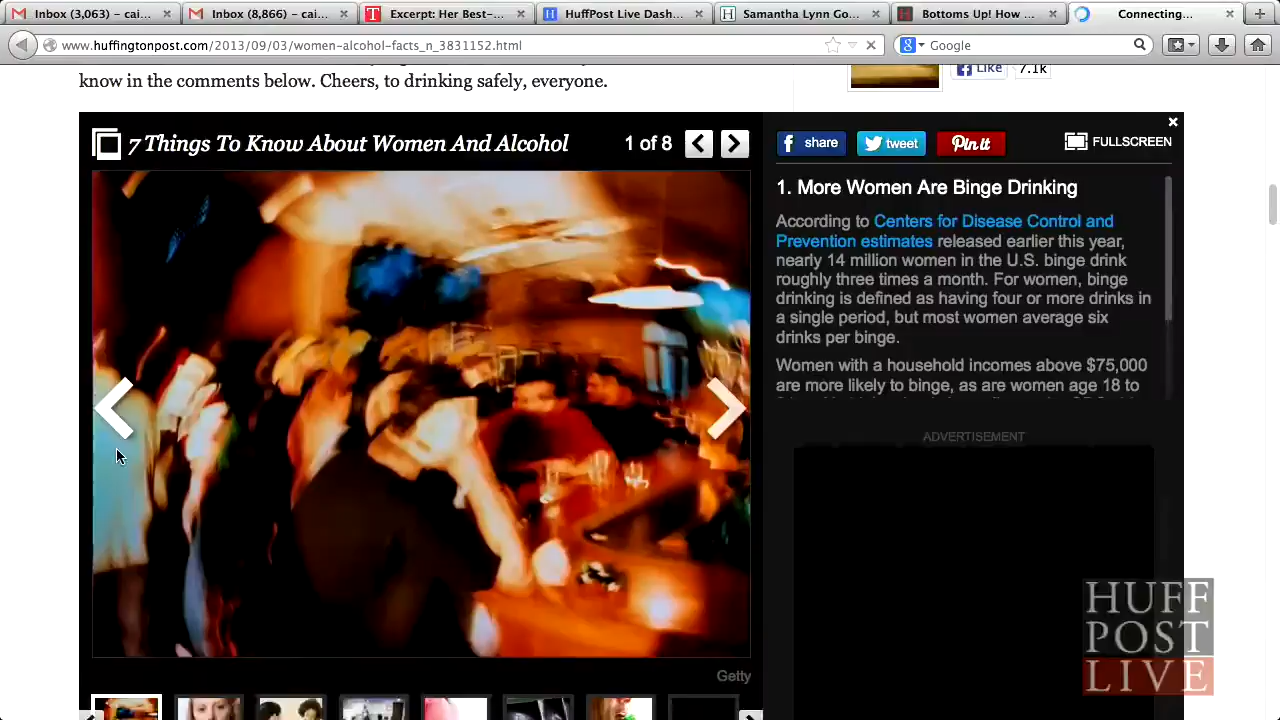 Inbox (3,063) – cai...
Inbox (8,866) – cai...
Excerpt: Her Best-...
HuffPost Live Dash...
Samantha Lynn Go...
Bottoms Up! How ...
Connecting...
www.huffingtonpost.com/2013/09/03/women-alcohol-facts_n_3831152.html
Google
know in the comments below. Cheers, to drinking safely, everyone.
Like
7.1k
7 Things To Know About Women And Alcohol
1 of 8
share
tweet
Pin it
FULLSCREEN
1. More Women Are Binge Drinking
According to Centers for Disease Control and
Prevention estimates released earlier this year,
nearly 14 million women in the U.S. binge drink
roughly three times a month. For women, binge
drinking is defined as having four or more drinks in
a single period, but most women average six
drinks per binge.
Women with a household incomes above $75,000
are more likely to binge, as are women age 18 to
ADVERTISEMENT
Getty
HUFF
POST
LIVE